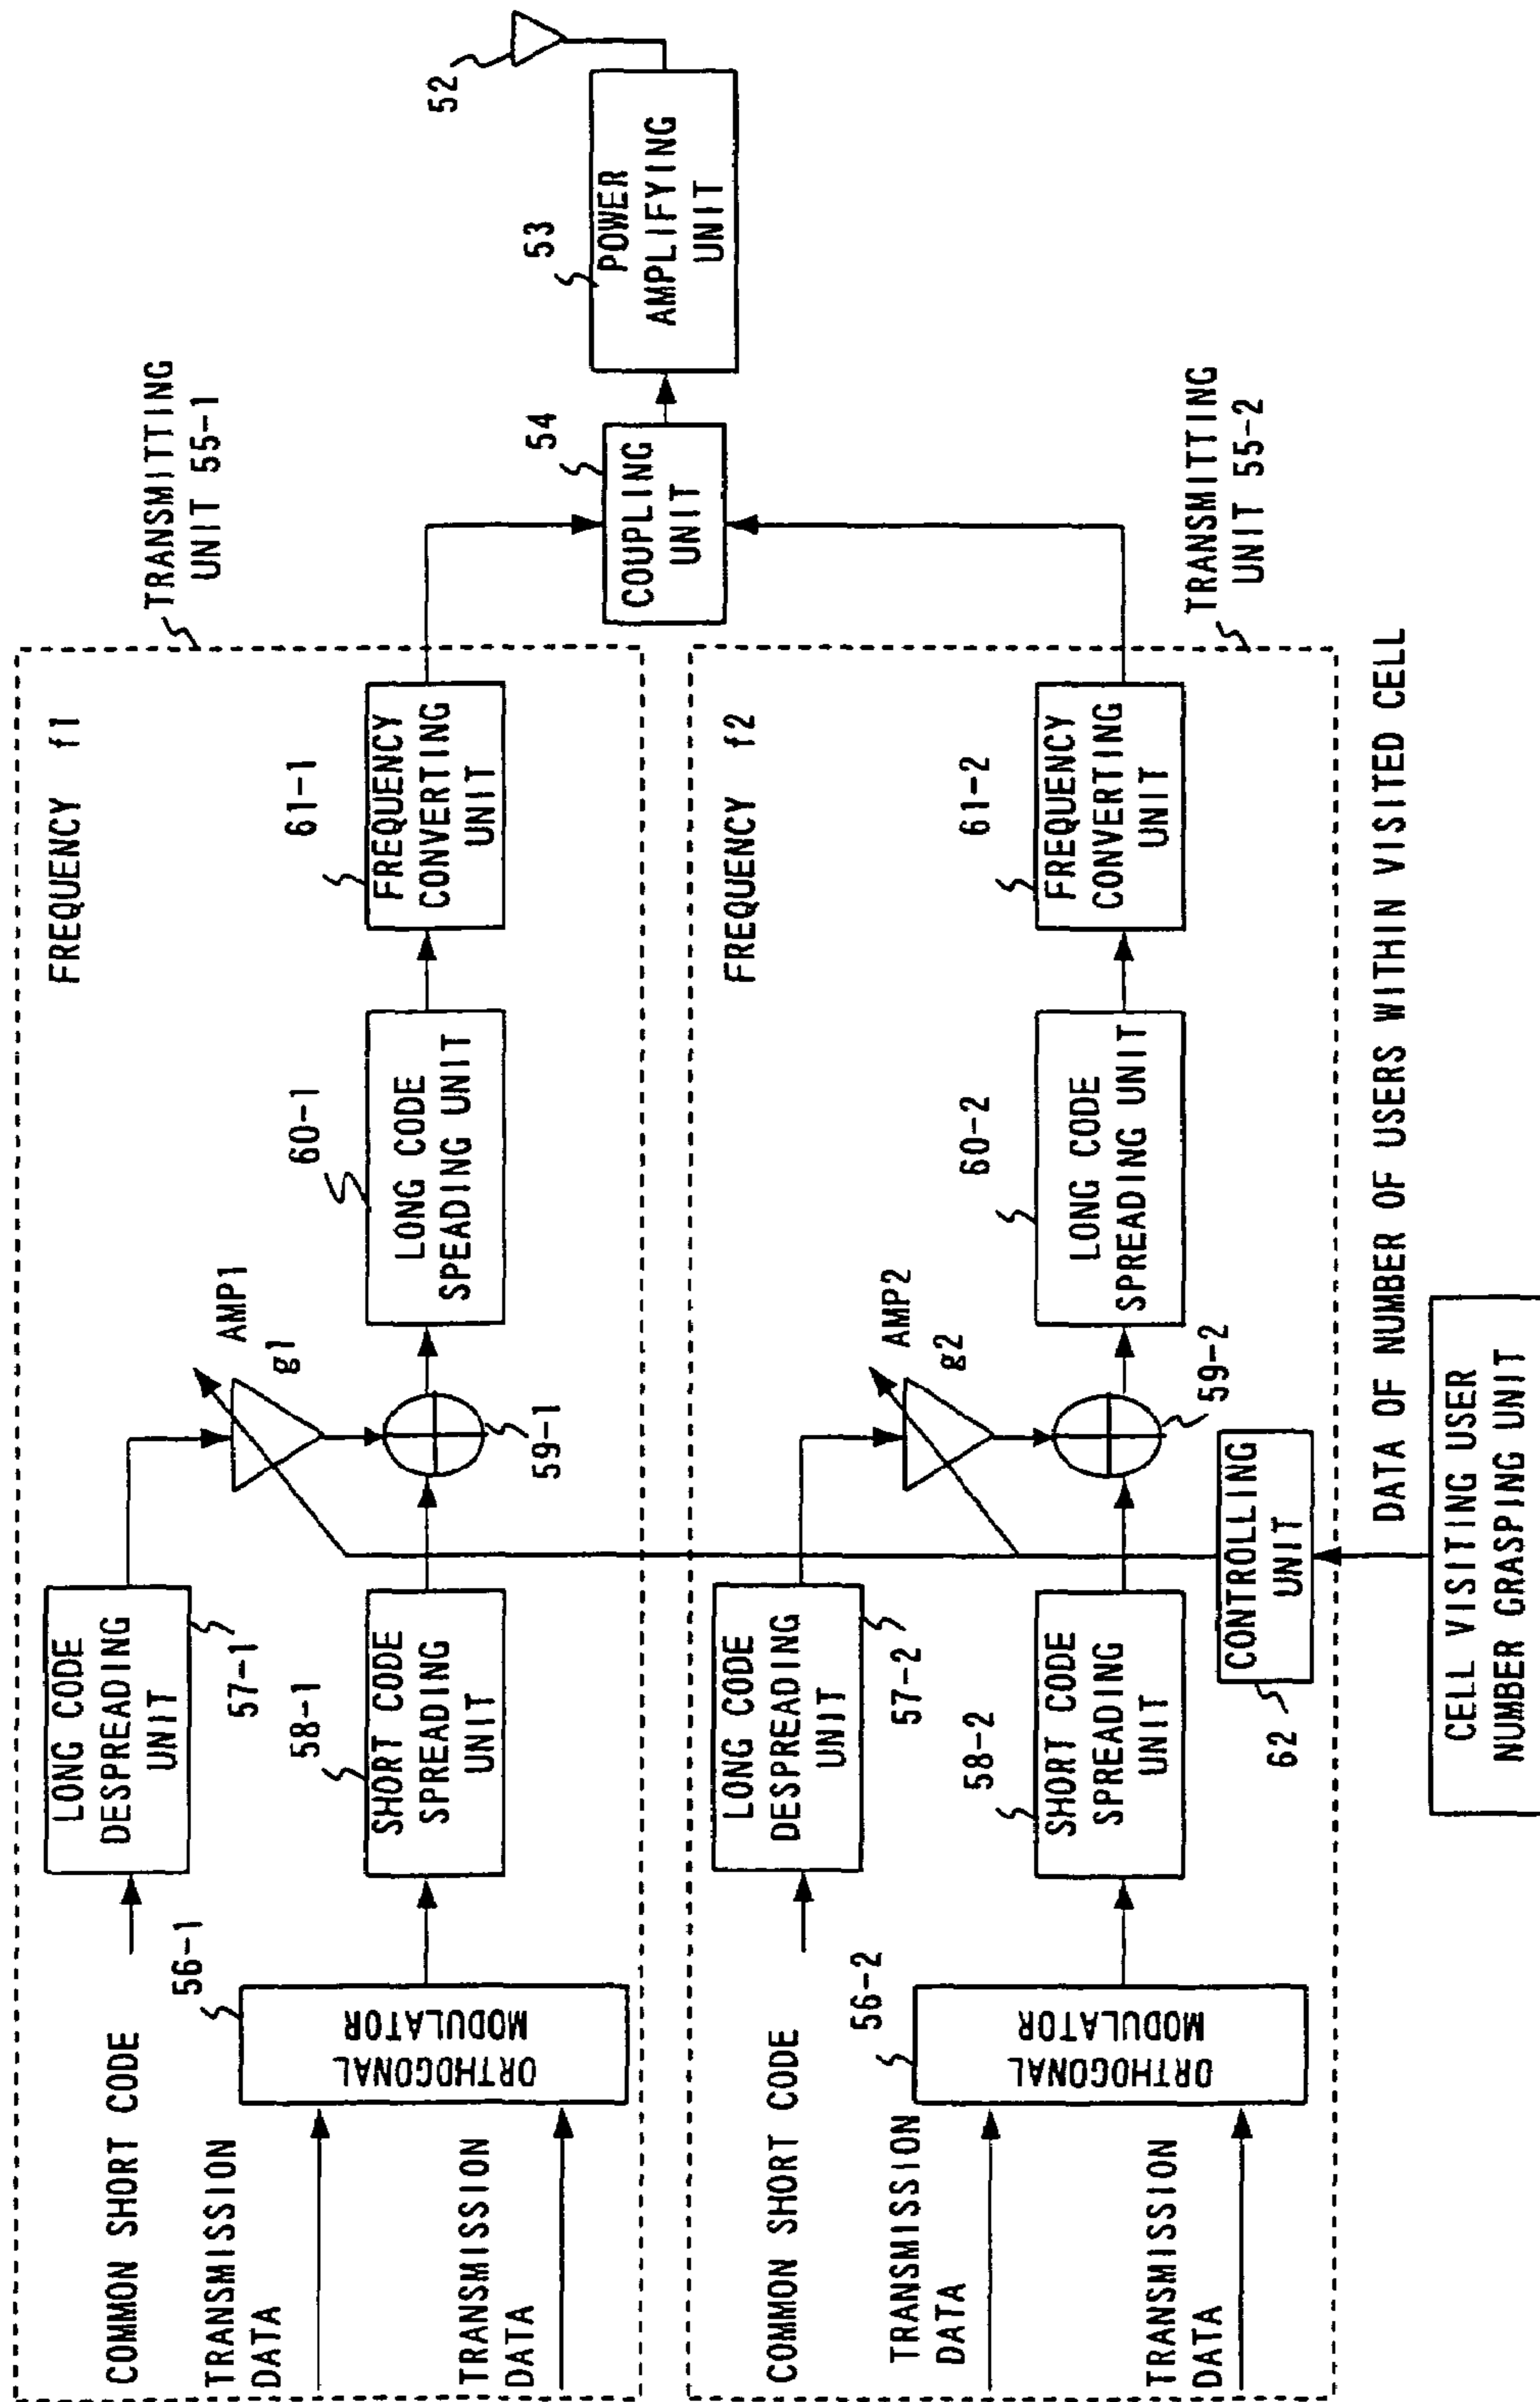 FREQUENCY f1
TRANSMITTING
UNIT 55-1
COMMON SHORT CODE
LONG CODE
DESPREADING
UNIT
57-1
AMP1
g1
TRANSMISSION
DATA
TRANSMISSION
DATA
56-1
ORTHOGONAL
MODULATOR
58-1
SHORT CODE
SPREADING
UNIT
59-1
60-1
LONG CODE
SPEADING UNIT
61-1
FREQUENCY
CONVERTING
UNIT
54
COUPLING
UNIT
53
POWER
AMPLIFYING
UNIT
52
FREQUENCY f2
TRANSMITTING
UNIT 55-2
COMMON SHORT CODE
LONG CODE
DESPREADING
UNIT
57-2
AMP2
g2
TRANSMISSION
DATA
TRANSMISSION
DATA
56-2
ORTHOGONAL
MODULATOR
58-2
SHORT CODE
SPREADING
UNIT
59-2
60-2
LONG CODE
SPREADING UNIT
61-2
FREQUENCY
CONVERTING
UNIT
62
CONTROLLING
UNIT
DATA OF NUMBER OF USERS WITHIN VISITED CELL
CELL VISITING USER
NUMBER GRASPING UNIT